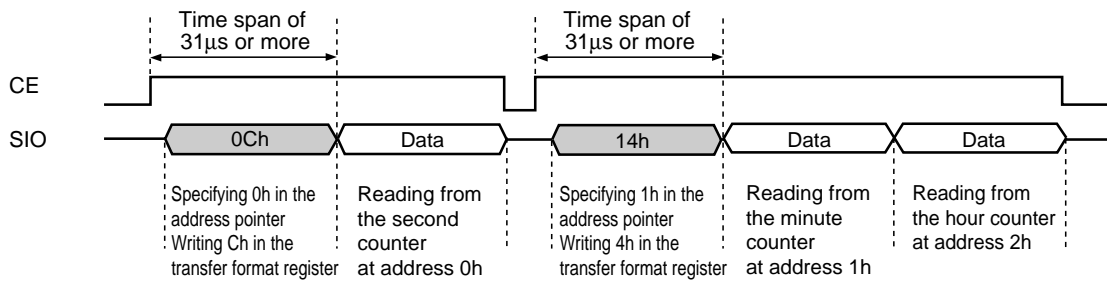 Time span of
31μs or more
Time span of
31μs or more
CE
SIO
0Ch
Data
14h
Data
Data
Specifying 0h in the
address pointer
Writing Ch in the
transfer format register
Reading from
the second
counter
at address 0h
Specifying 1h in the
address pointer
Writing 4h in the
transfer format register
Reading from
the minute
counter
at address 1h
Reading from
the hour counter
at address 2h